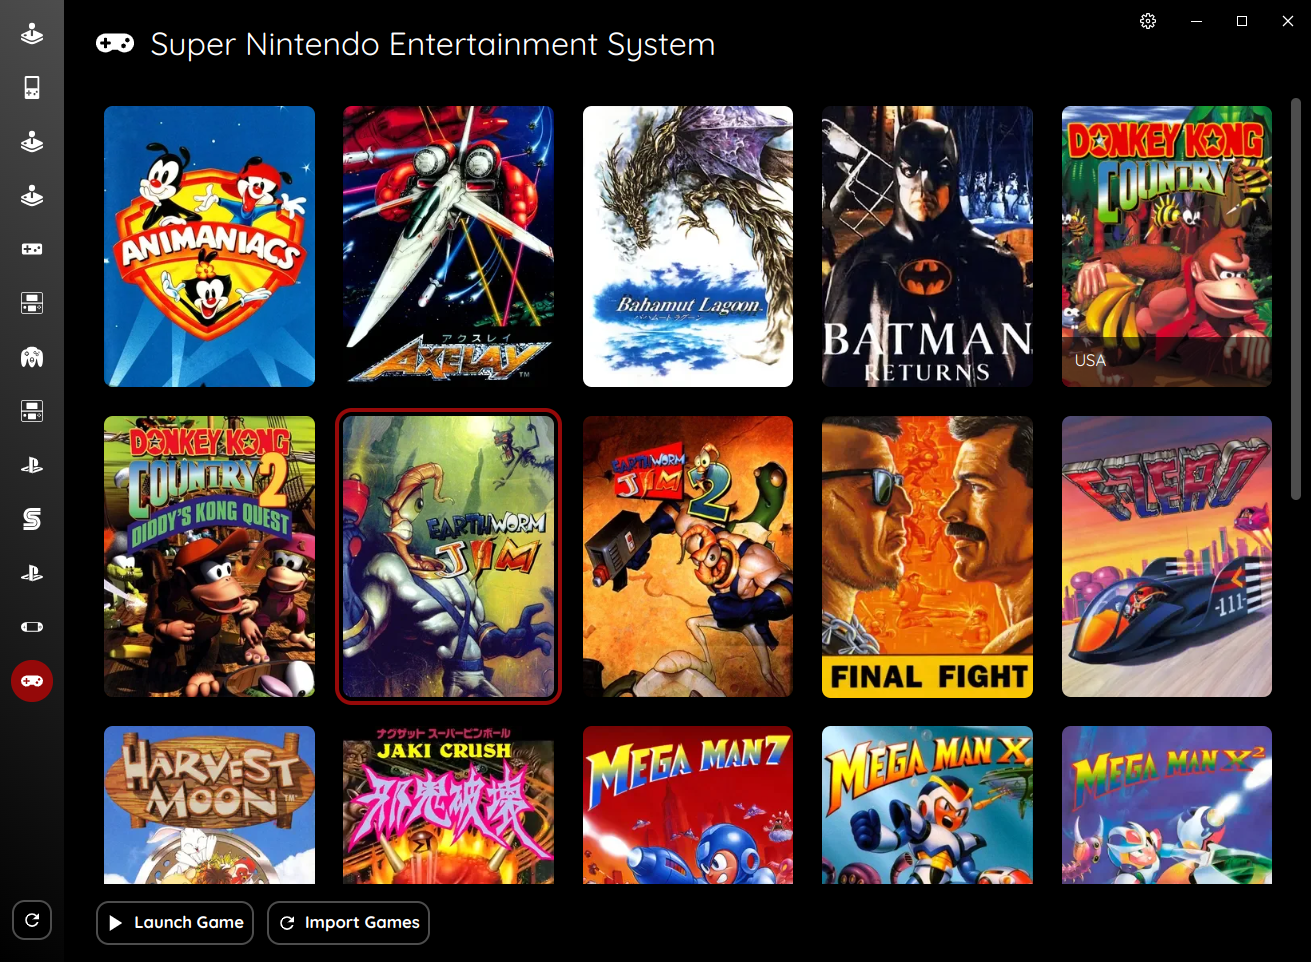 Super Nintendo Entertainment System
ANIMANIACS
アクスレイ
AXELAY
TM
Bahamut Lagoon
バハムートラグーン
BATMAN
RETURNS
DONKEY KONG
COUNTRY
USA
DONKEY KONG
COUNTRY 2
DIDDY'S KONG QUEST
EARTHWORM
JIM
EARTHWORM
JIM 2
FINAL FIGHT
F-ZERO
-111-
HARVEST
MOON™
ナグザット スーパーピンボール
JAKI CRUSH
邪鬼破壊
MEGA MAN 7
MEGA MAN X
MEGA MAN X2
Launch Game
Import Games